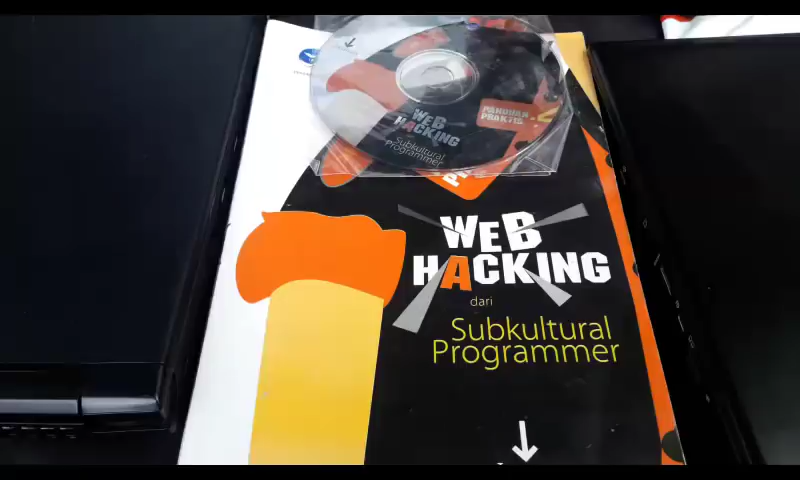 WEB
HACKING
PANDUAN
PRAKTIS
Subkultural
Programmer
WEB
HACKING
dari
Subkultural
Programmer